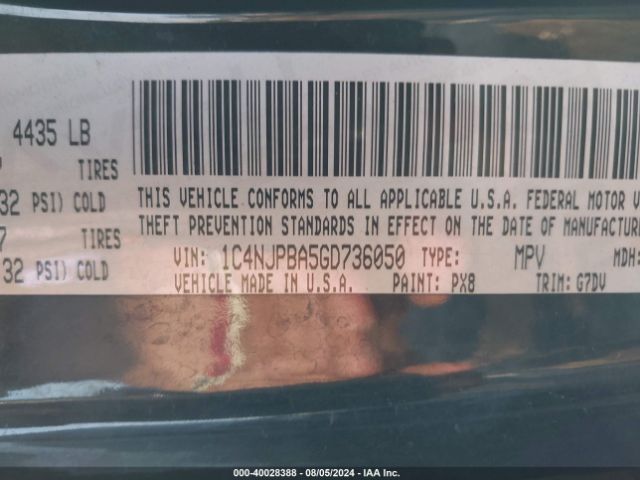 4435 LB
TIRES
32 PSI) COLD
7 TIRES
32 PSI) COLD
THIS VEHICLE CONFORMS TO ALL APPLICABLE U.S.A. FEDERAL MOTOR V
THEFT PREVENTION STANDARDS IN EFFECT ON THE DATE OF MANUFACTUR
VIN: 1C4NJPBA5GD736050 TYPE: MPV MDH:
VEHICLE MADE IN U.S.A. PAINT: PX8 TRIM: G7DV
000-40028388 - 08/05/2024 - IAA Inc.